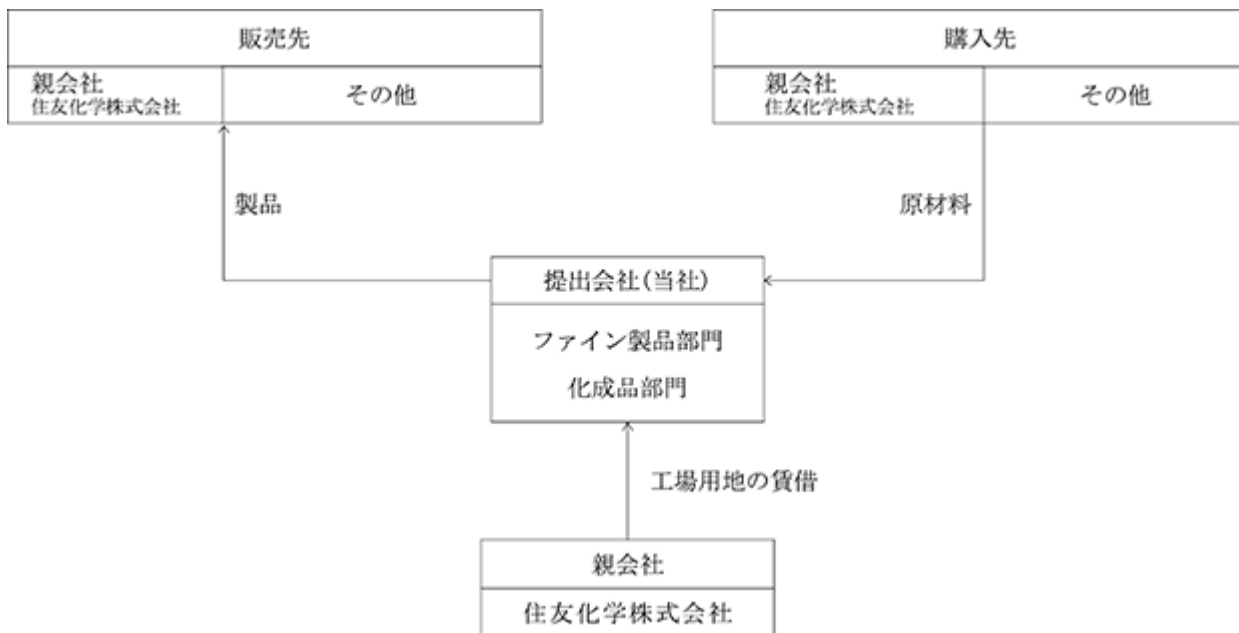 販売先
親会社
住友化学株式会社
その他
購入先
親会社
住友化学株式会社
その他
製品
原材料
提出会社(当社)
ファイン製品部門
化成品部門
工場用地の賃借
親会社
住友化学株式会社